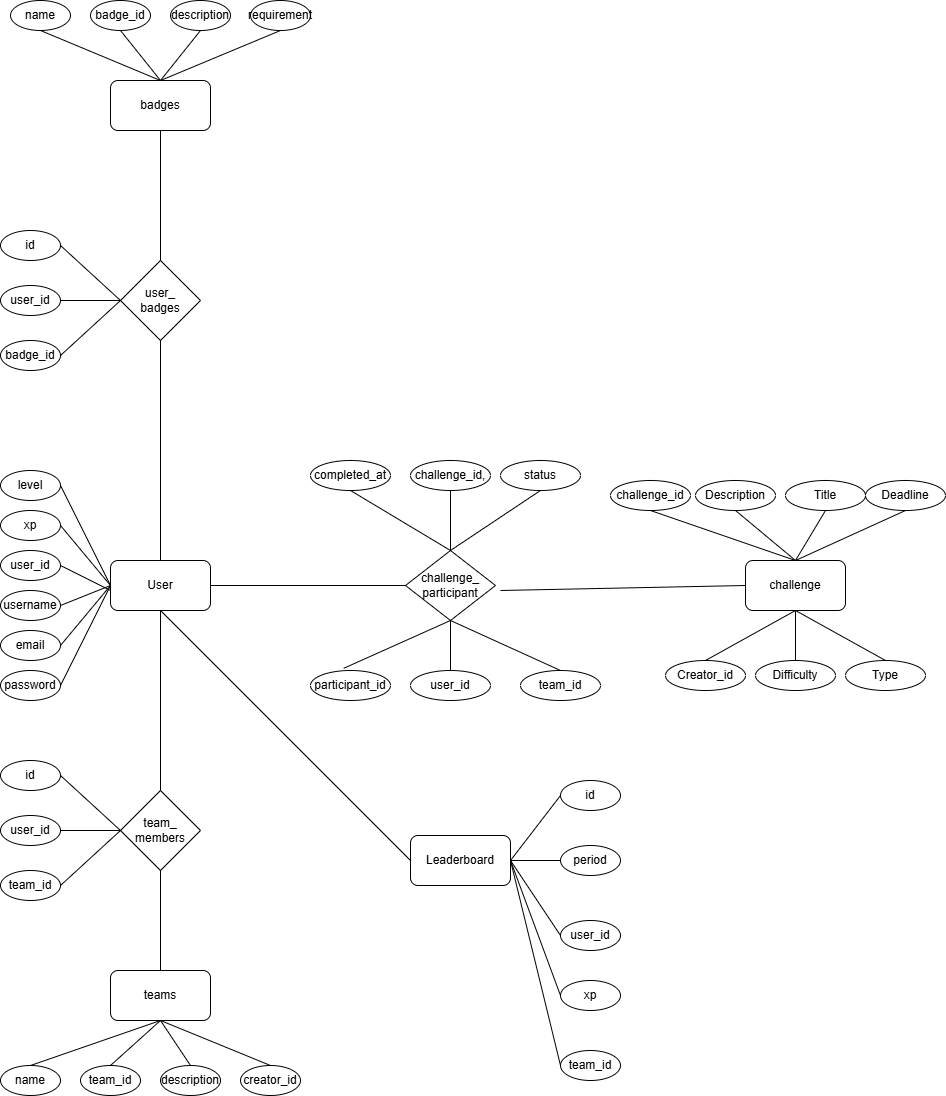 name
badge_id
description
requirement
badges
id
user_
badges
user_id
badge_id
level
xp
user_id
username
email
password
User
completed_at
challenge_id,
status
challenge_
participant
participant_id
user_id
team_id
challenge_id
Description
Title
Deadline
challenge
Creator_id
Difficulty
Type
id
user_id
team_id
team_
members
Leaderboard
id
period
user_id
xp
team_id
teams
name
team_id
description
creator_id